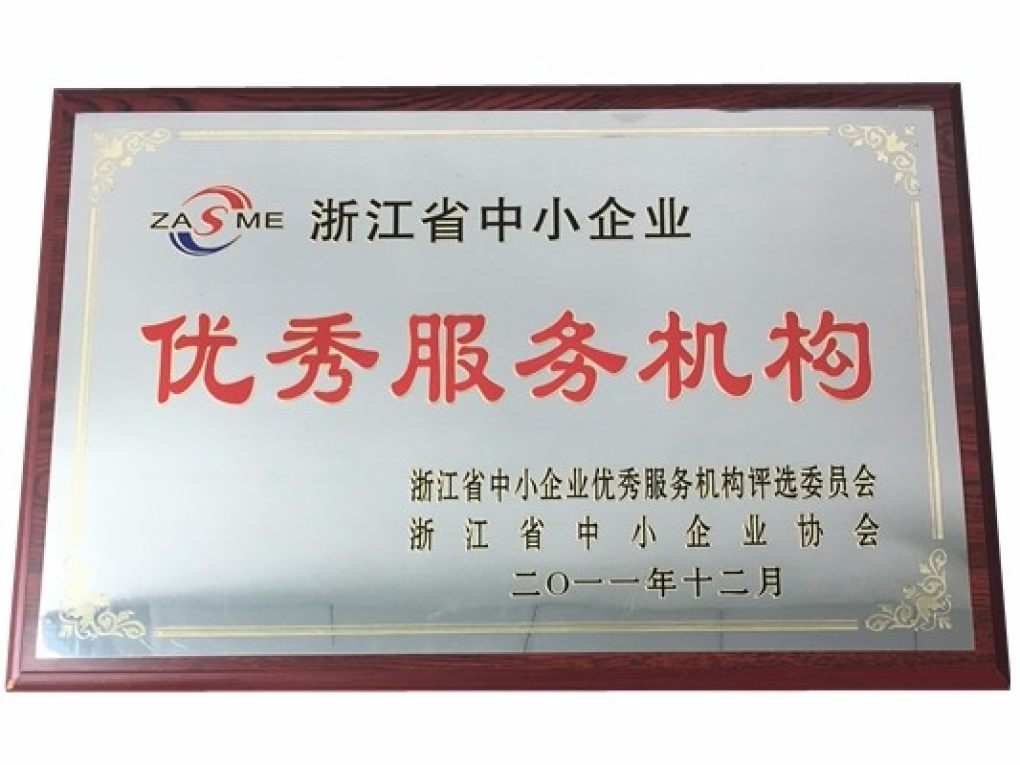 ZASME 浙江省中小企业
优秀服务机构
浙江省中小企业优秀服务机构评选委员会
浙江省中小企业协会
二〇一一年十二月